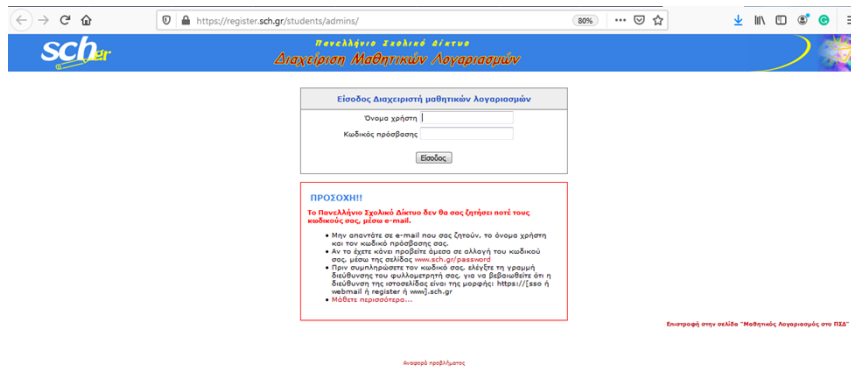 https://register.sch.gr/students/admins/
80%
sch.gr
Πανελλήνιο Σχολικό Δίκτυο
Διαχείριση Μαθητικών Λογαριασμών
Είσοδος Διαχειριστή μαθητικών λογαριασμών
Όνομα χρήστη
Κωδικός πρόσβασης
Είσοδος
ΠΡΟΣΟΧΗ!!
Το Πανελλήνιο Σχολικό Δίκτυο δεν θα σας ζητήσει ποτέ τους
κωδικούς σας, μέσω e-mail.
• Μην απαντάτε σε e-mail που σας ζητούν, το όνομα χρήστη
και τον κωδικό πρόσβασης σας.
• Αν το έχετε κάνει προβείτε άμεσα σε αλλαγή του κωδικού
σας, μέσω της σελίδας www.sch.gr/password
• Πριν συμπληρώσετε τον κωδικό σας, ελέγξτε τη γραμμή
διεύθυνσης του φυλλομετρητή σας, για να βεβαιωθείτε ότι η
διεύθυνση της ιστοσελίδας είναι της μορφής: https://[sso ή
webmail ή register ή www].sch.gr
• Μάθετε περισσότερα...
Επιστροφή στην σελίδα "Μαθητικός Λογαριασμός στο ΠΣΔ"
Αναφορά προβλήματος